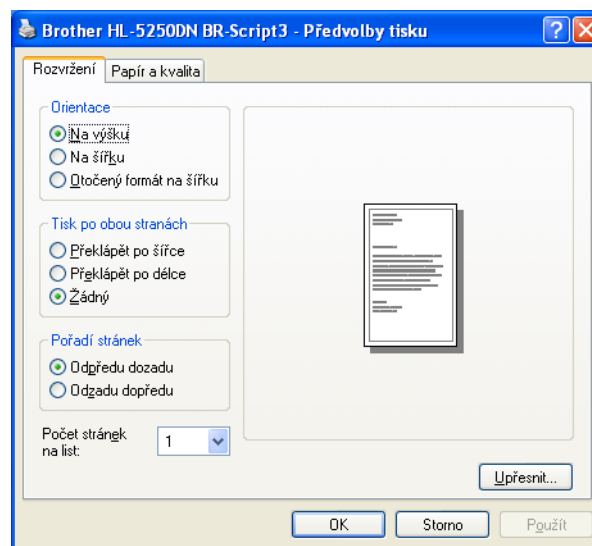 Brother HL-5250DN BR-Script3 - Předvolby tisku
Rozvržení
Papír a kvalita
Orientace
Na výšku
Na šířku
Otočený formát na šířku
Tisk po obou stranách
Překlápět po šířce
Překlápět po délce
Žádný
Pořadí stránek
Odpředu dozadu
Odzadu dopředu
Počet stránek
na list:
1
Upřesnit...
OK
Storno
Použít